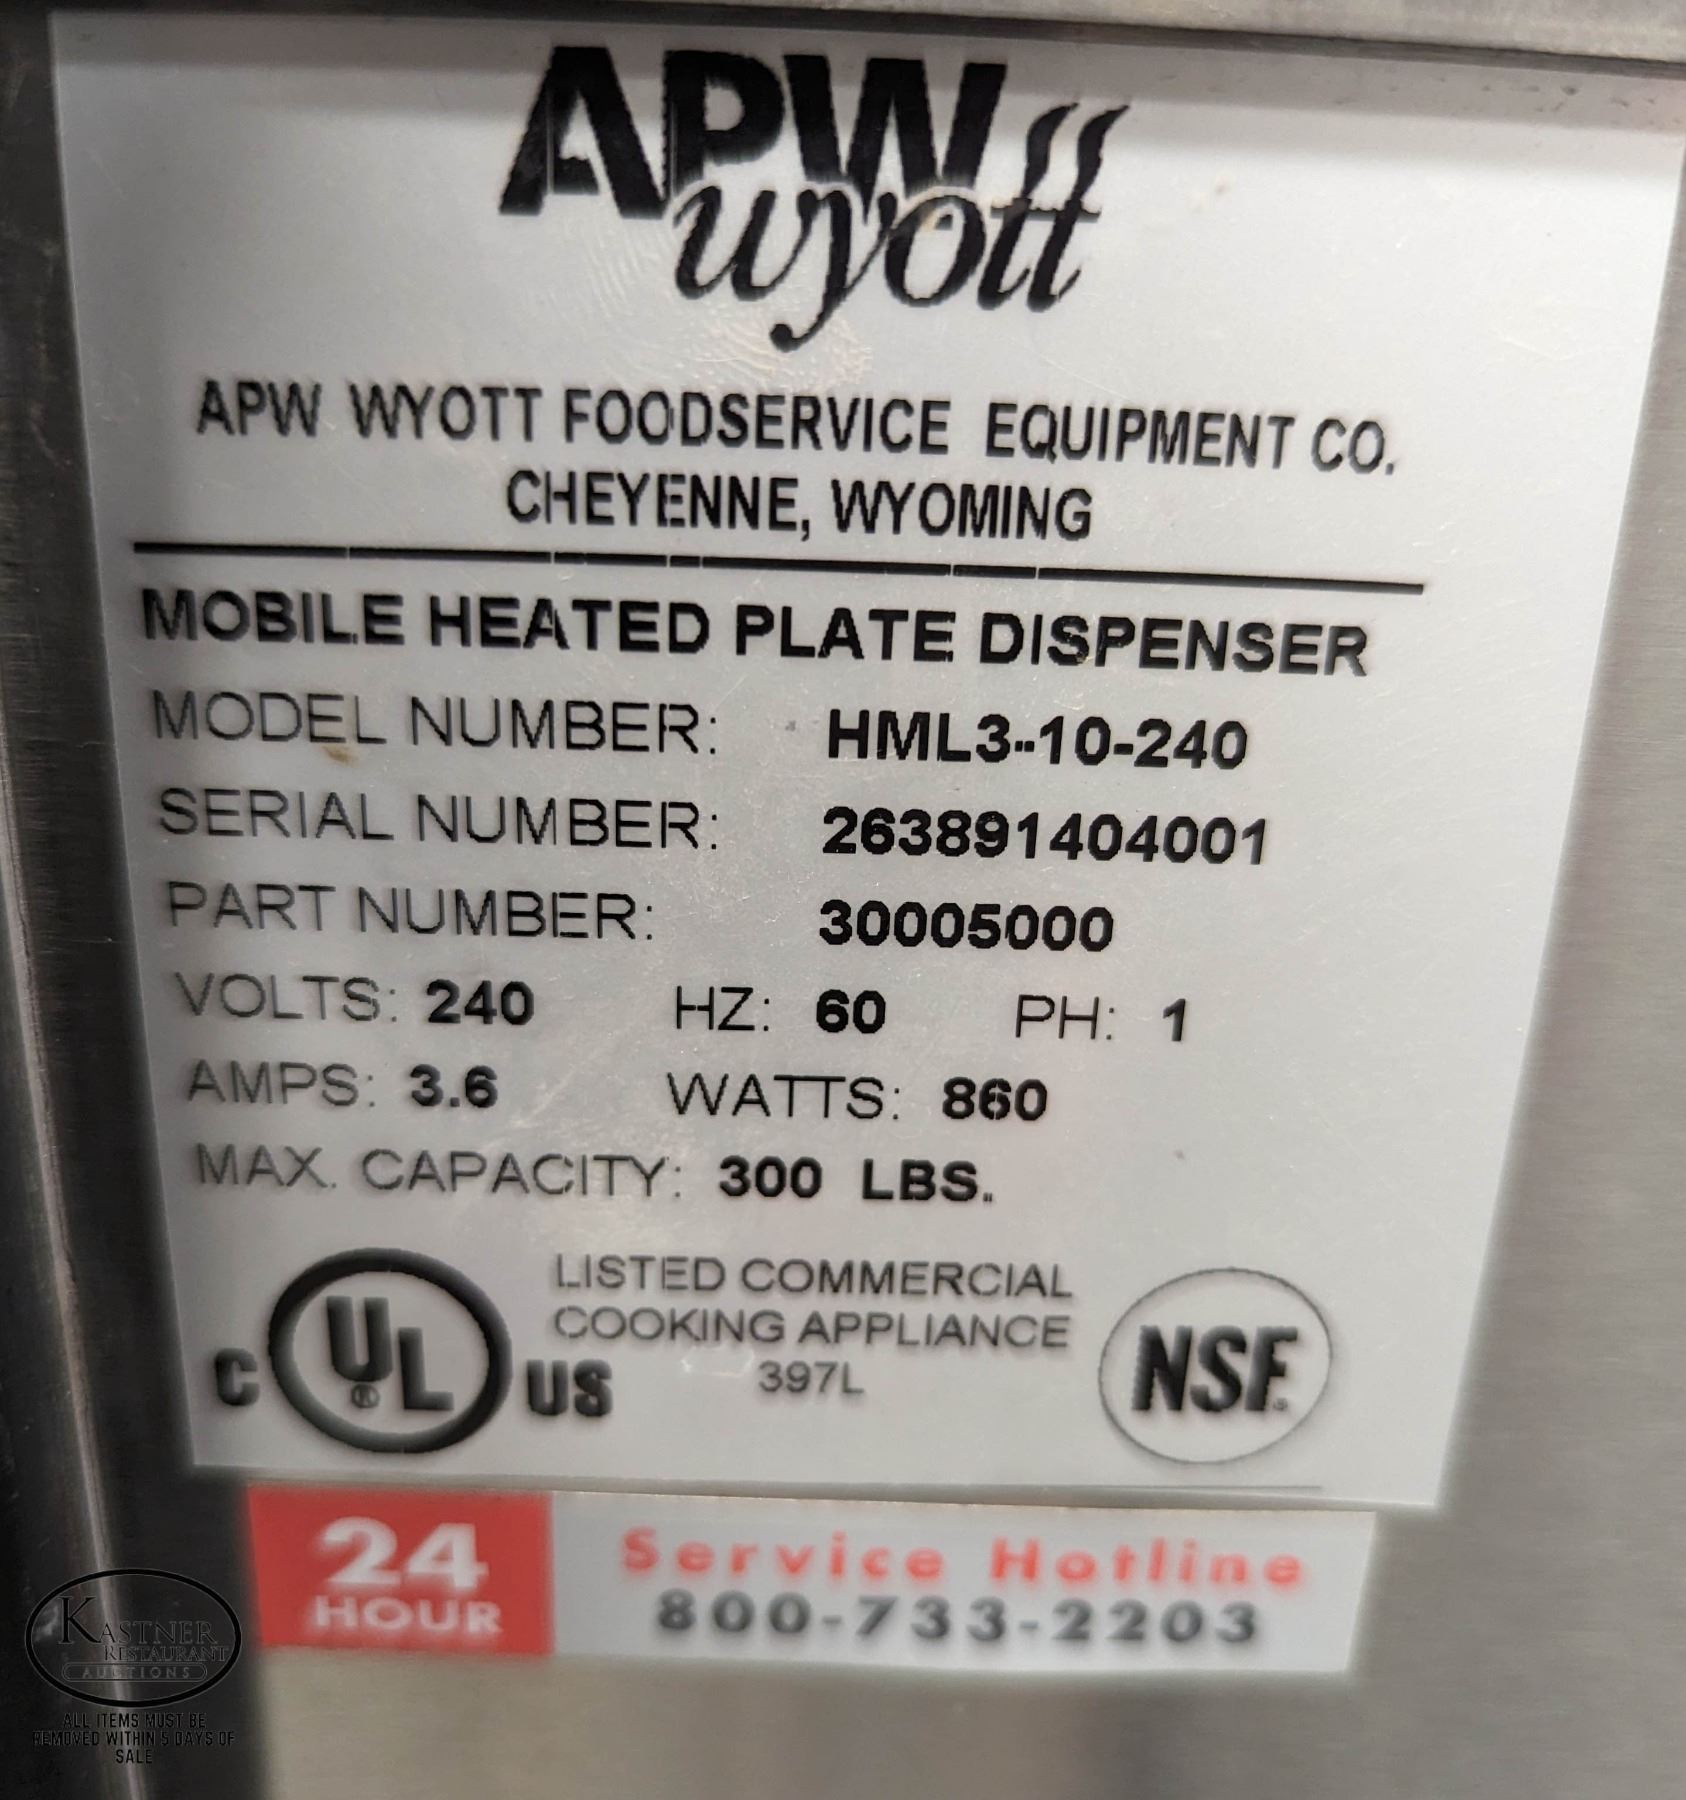 APW
wyott
APW WYOTT FOODSERVICE EQUIPMENT CO.
CHEYENNE, WYOMING
MOBILE HEATED PLATE DISPENSER
MODEL NUMBER: HML3-10-240
SERIAL NUMBER: 263891404001
PART NUMBER: 30005000
VOLTS: 240 HZ: 60 PH: 1
AMPS: 3.6 WATTS: 860
MAX. CAPACITY: 300 LBS.
C UL® US
LISTED COMMERCIAL
COOKING APPLIANCE
397L
NSF®
24
HOUR
Service Hotline
800-733-2203
KASTNER
RESTAURANT
AUCTIONS
ALL ITEMS MUST BE
REMOVED WITHIN 5 DAYS OF
SALE